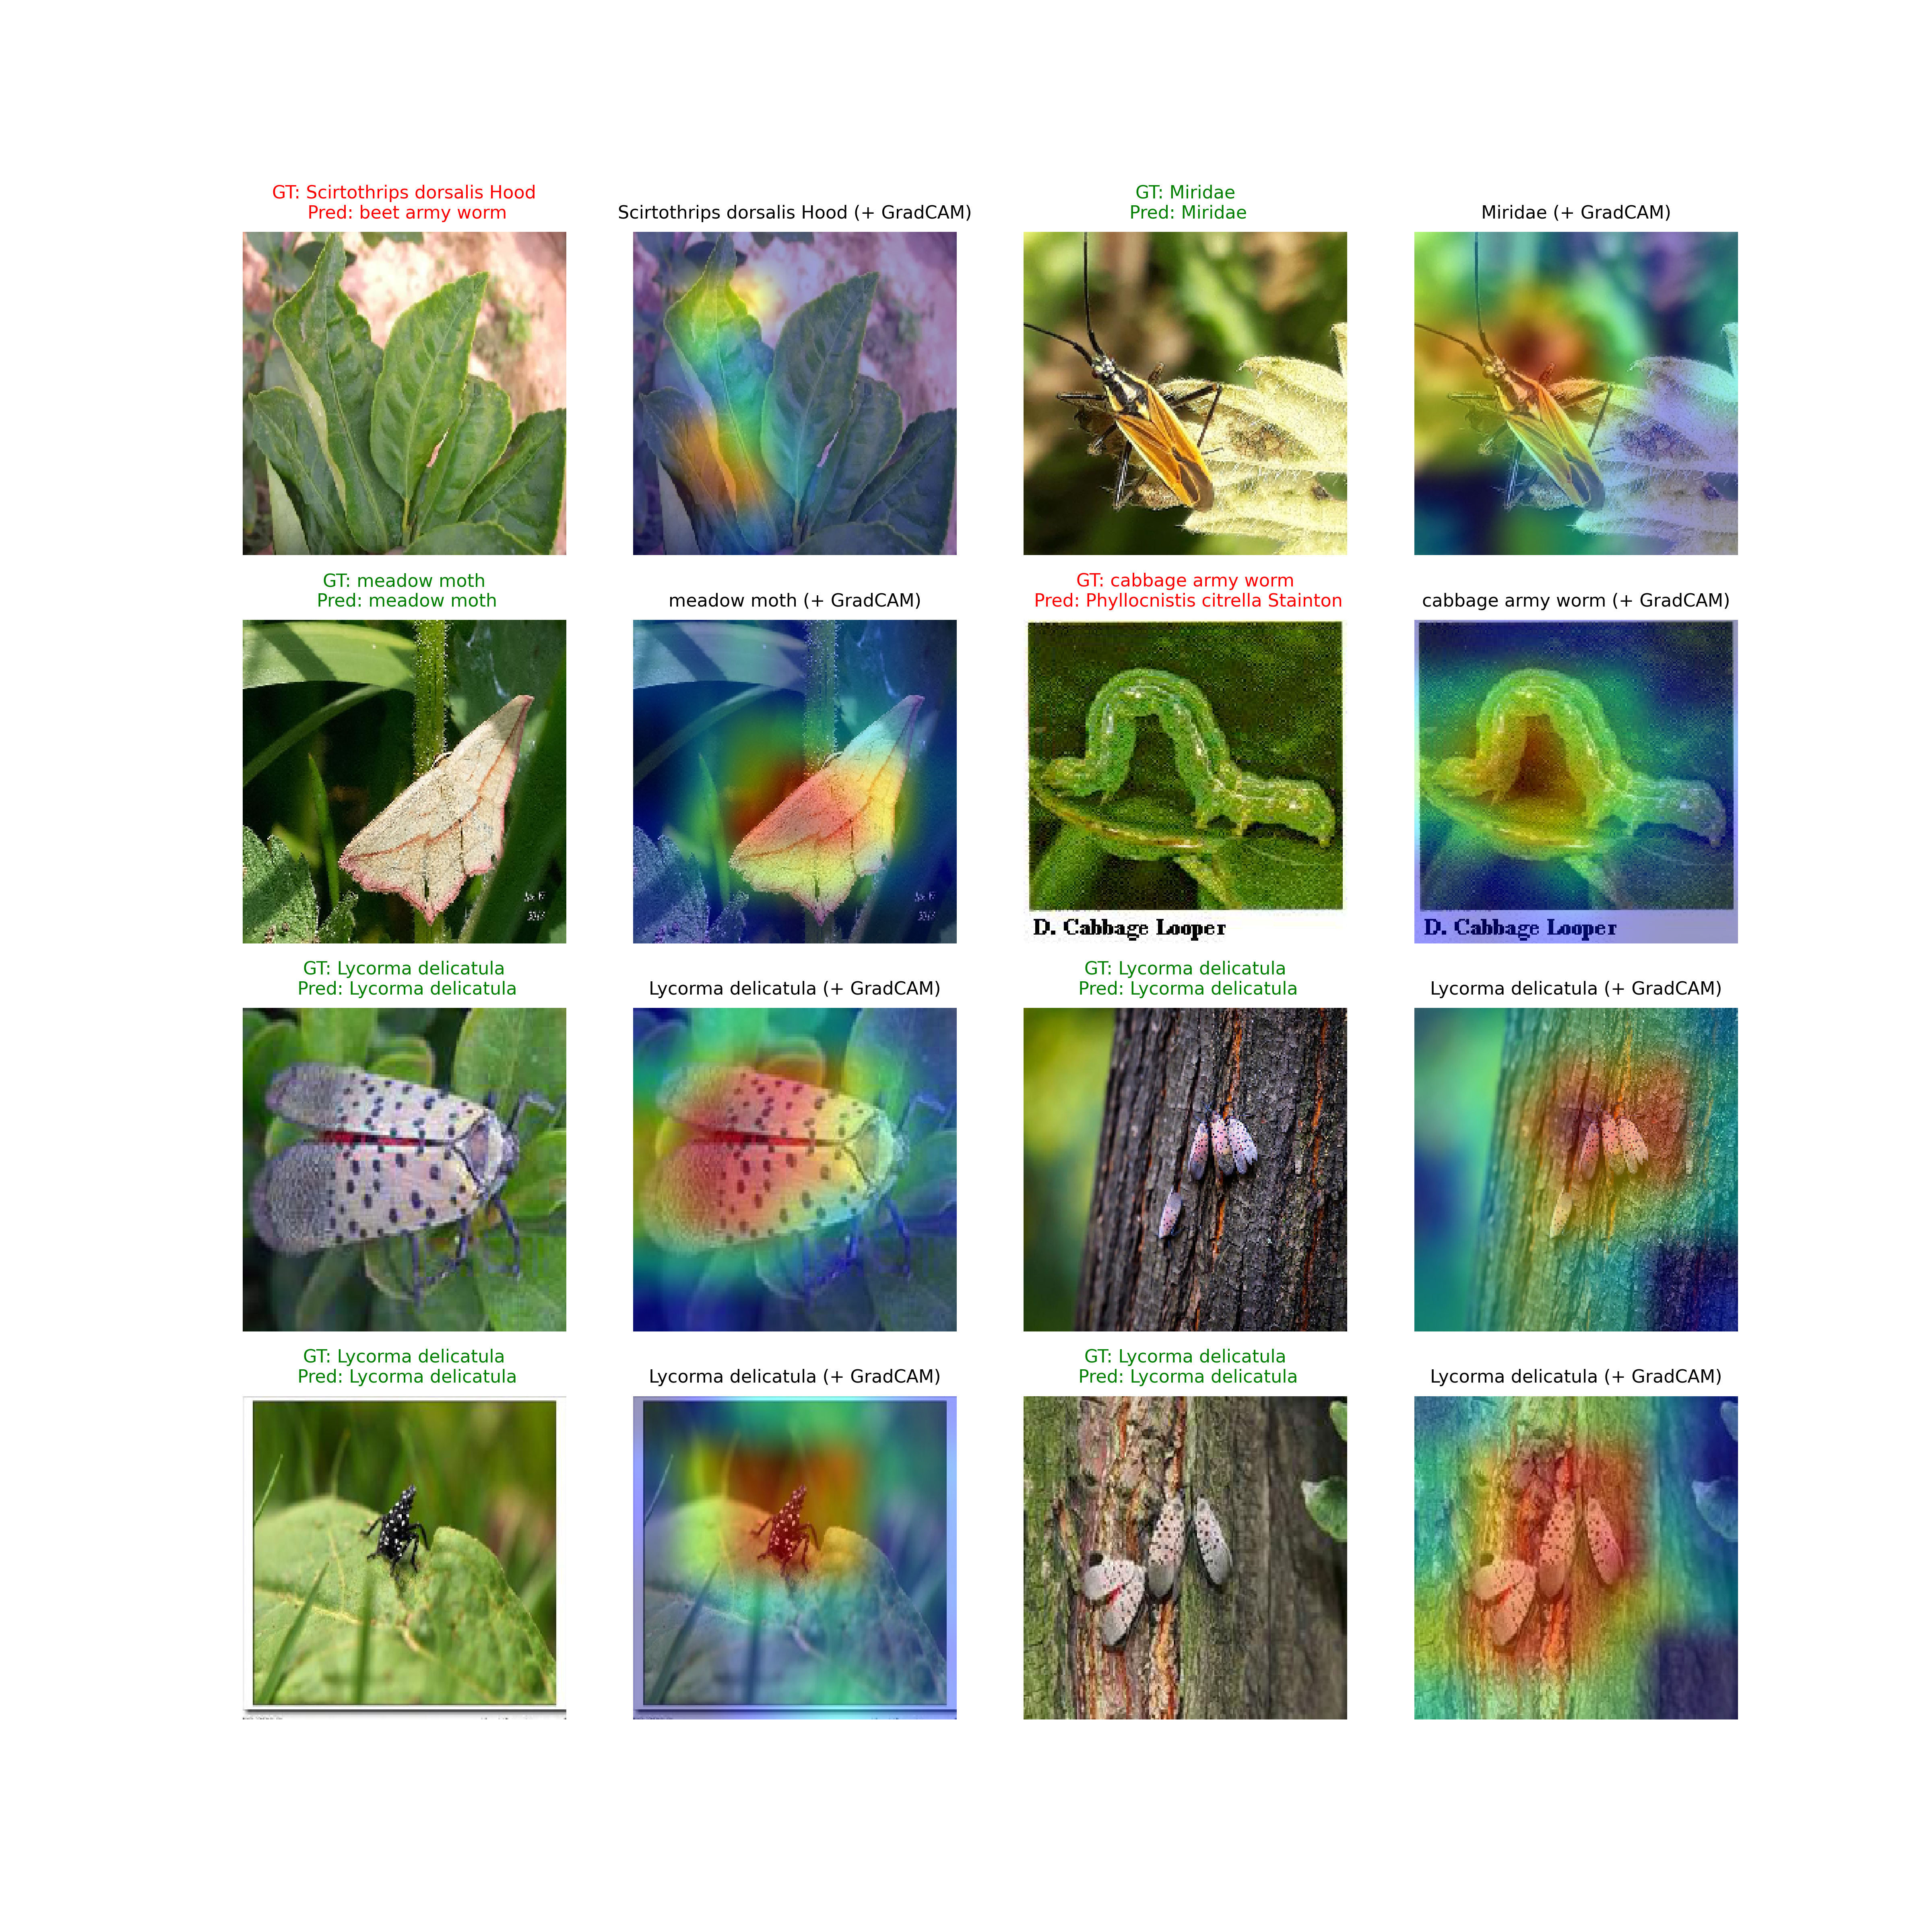 GT: Scirtothrips dorsalis Hood
Pred: beet army worm
Scirtothrips dorsalis Hood (+ GradCAM)
GT: Miridae
Pred: Miridae
Miridae (+ GradCAM)
GT: meadow moth
Pred: meadow moth
meadow moth (+ GradCAM)
GT: cabbage army worm
Pred: Phyllocnistis citrella Stainton
cabbage army worm (+ GradCAM)
D. Cabbage Looper
D. Cabbage Looper
GT: Lycorma delicatula
Pred: Lycorma delicatula
Lycorma delicatula (+ GradCAM)
GT: Lycorma delicatula
Pred: Lycorma delicatula
Lycorma delicatula (+ GradCAM)
GT: Lycorma delicatula
Pred: Lycorma delicatula
Lycorma delicatula (+ GradCAM)
GT: Lycorma delicatula
Pred: Lycorma delicatula
Lycorma delicatula (+ GradCAM)